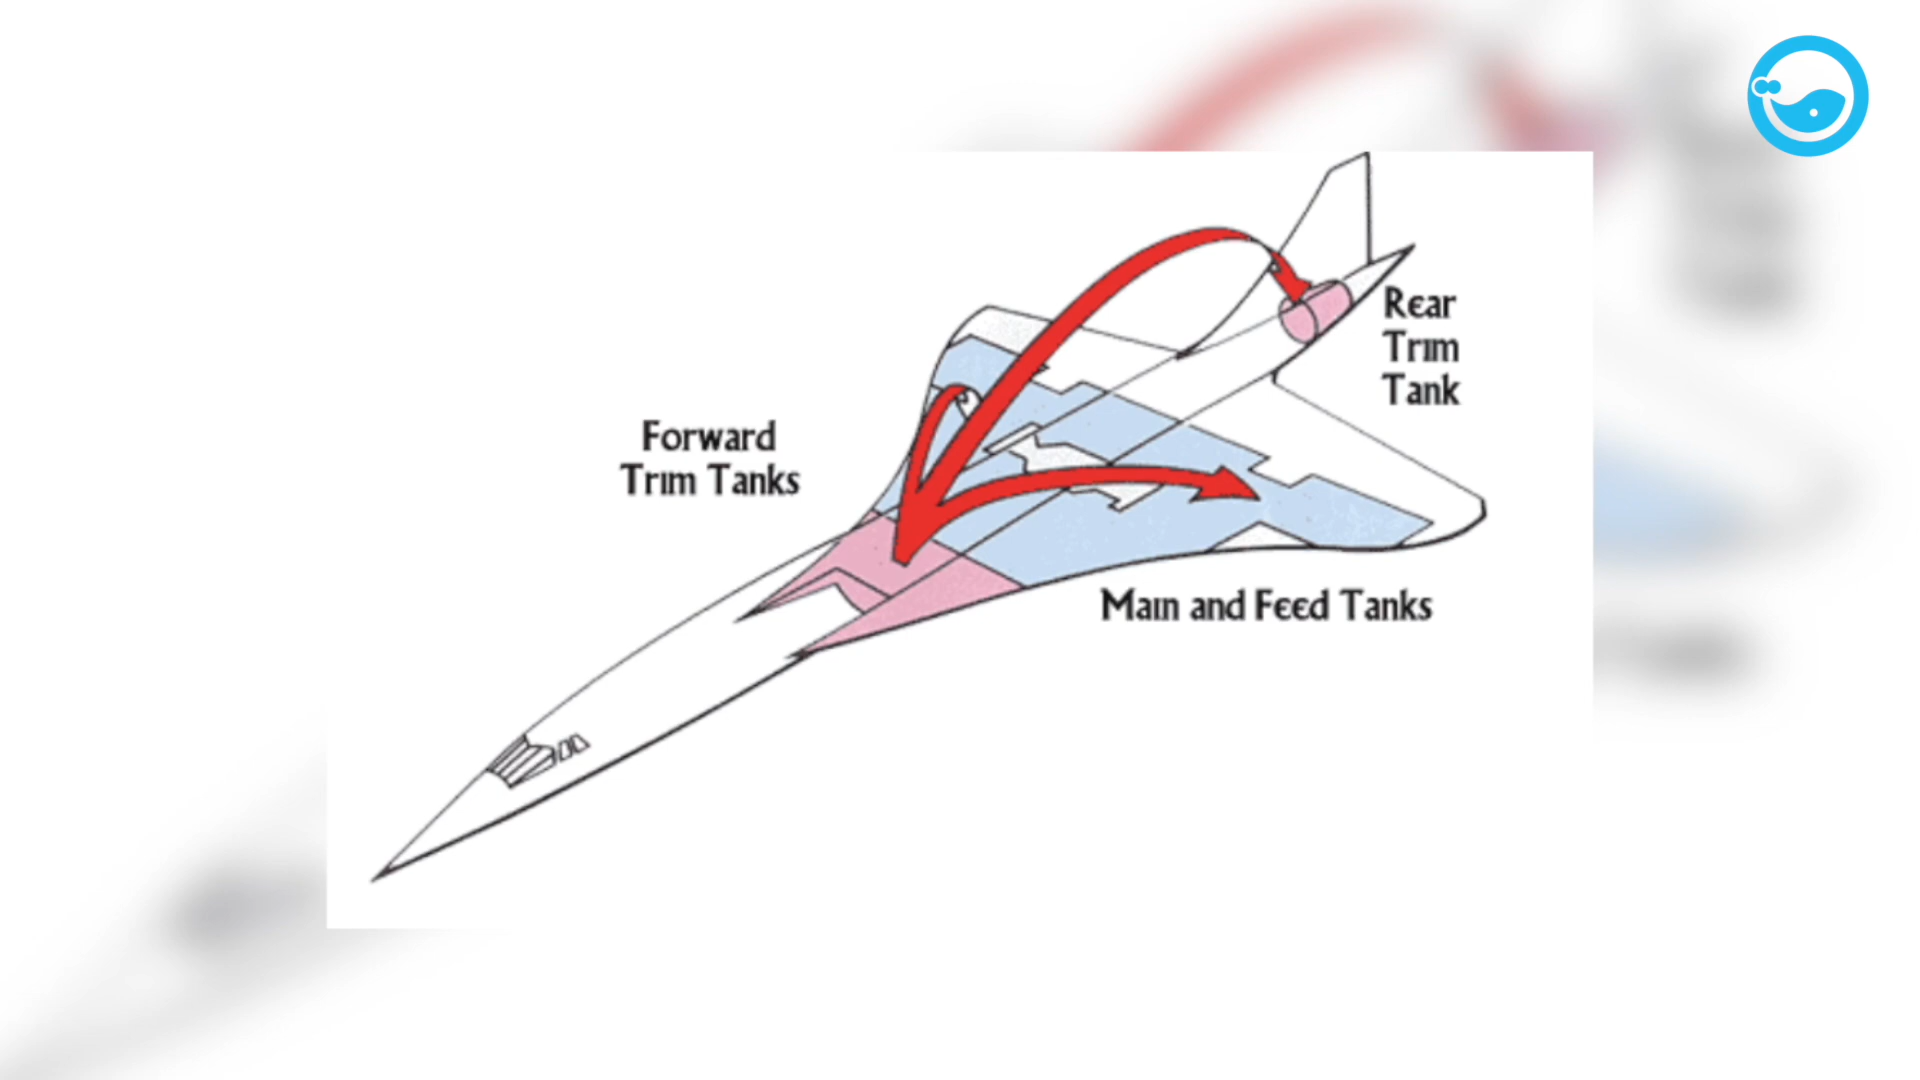 Rear
Trim
Tank
Forward
Trim Tanks
Main and Feed Tanks